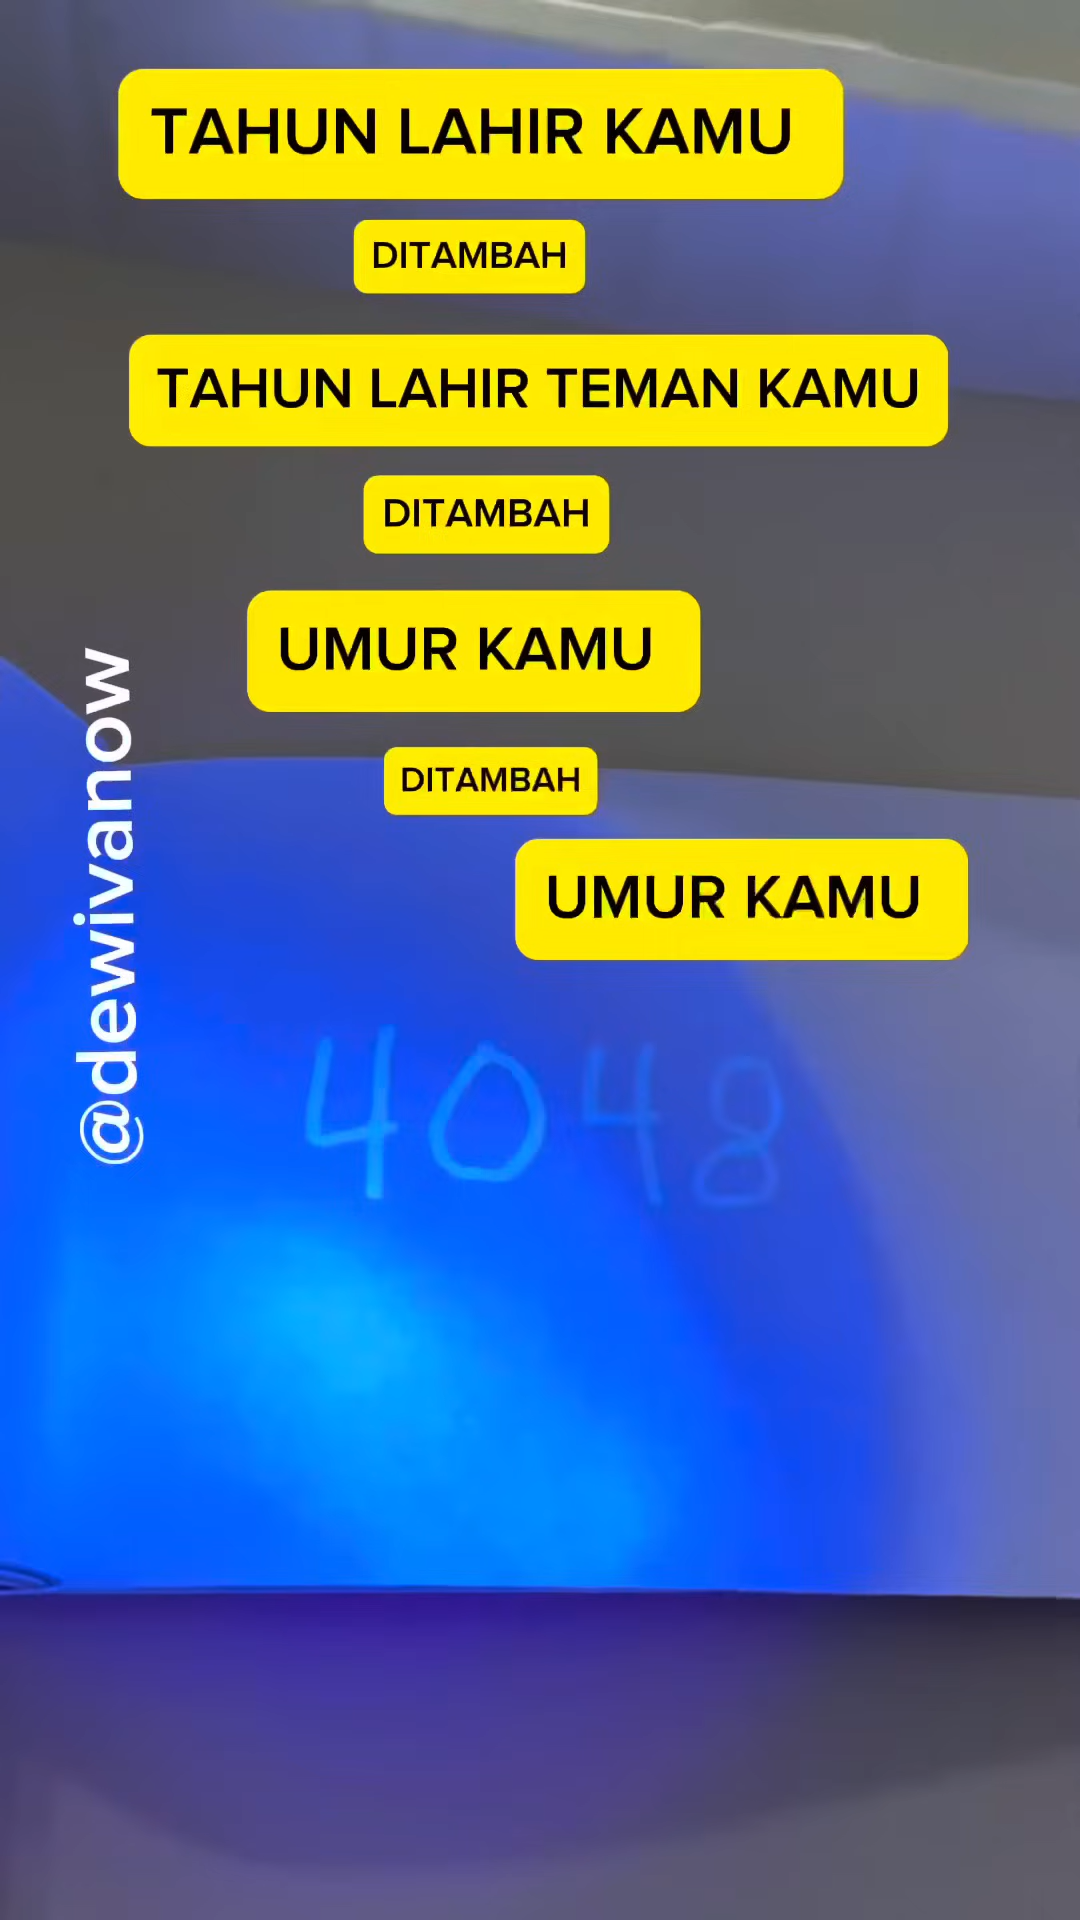 TAHUN LAHIR KAMU
DITAMBAH
TAHUN LAHIR TEMAN KAMU
DITAMBAH
UMUR KAMU
DITAMBAH
UMUR KAMU
@dewivanow
4048